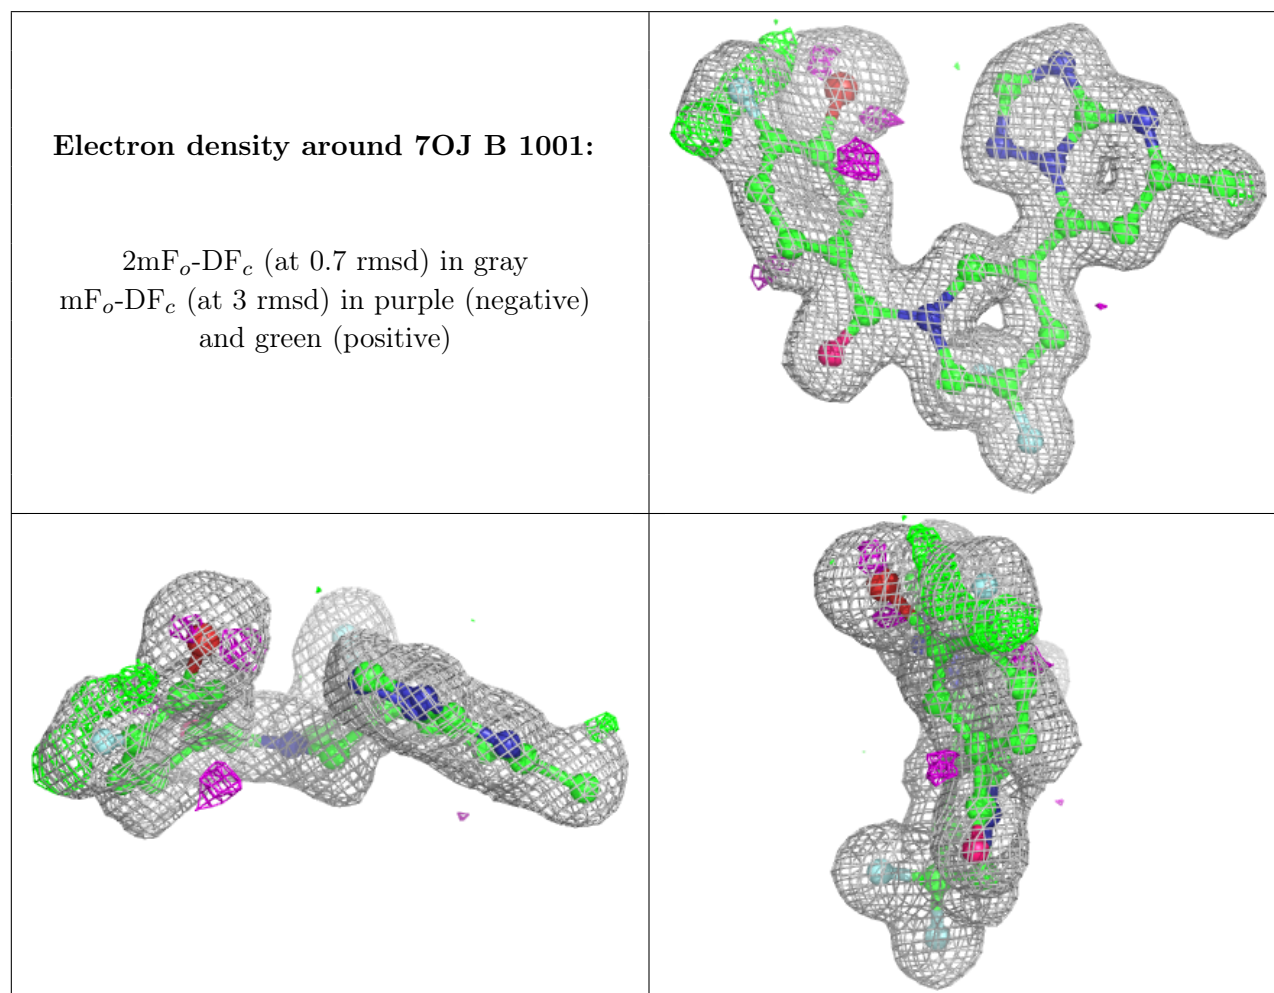 Electron density around 7OJ B 1001:
2mFₒ-DF𝒸 (at 0.7 rmsd) in gray
mFₒ-DF𝒸 (at 3 rmsd) in purple (negative)
and green (positive)